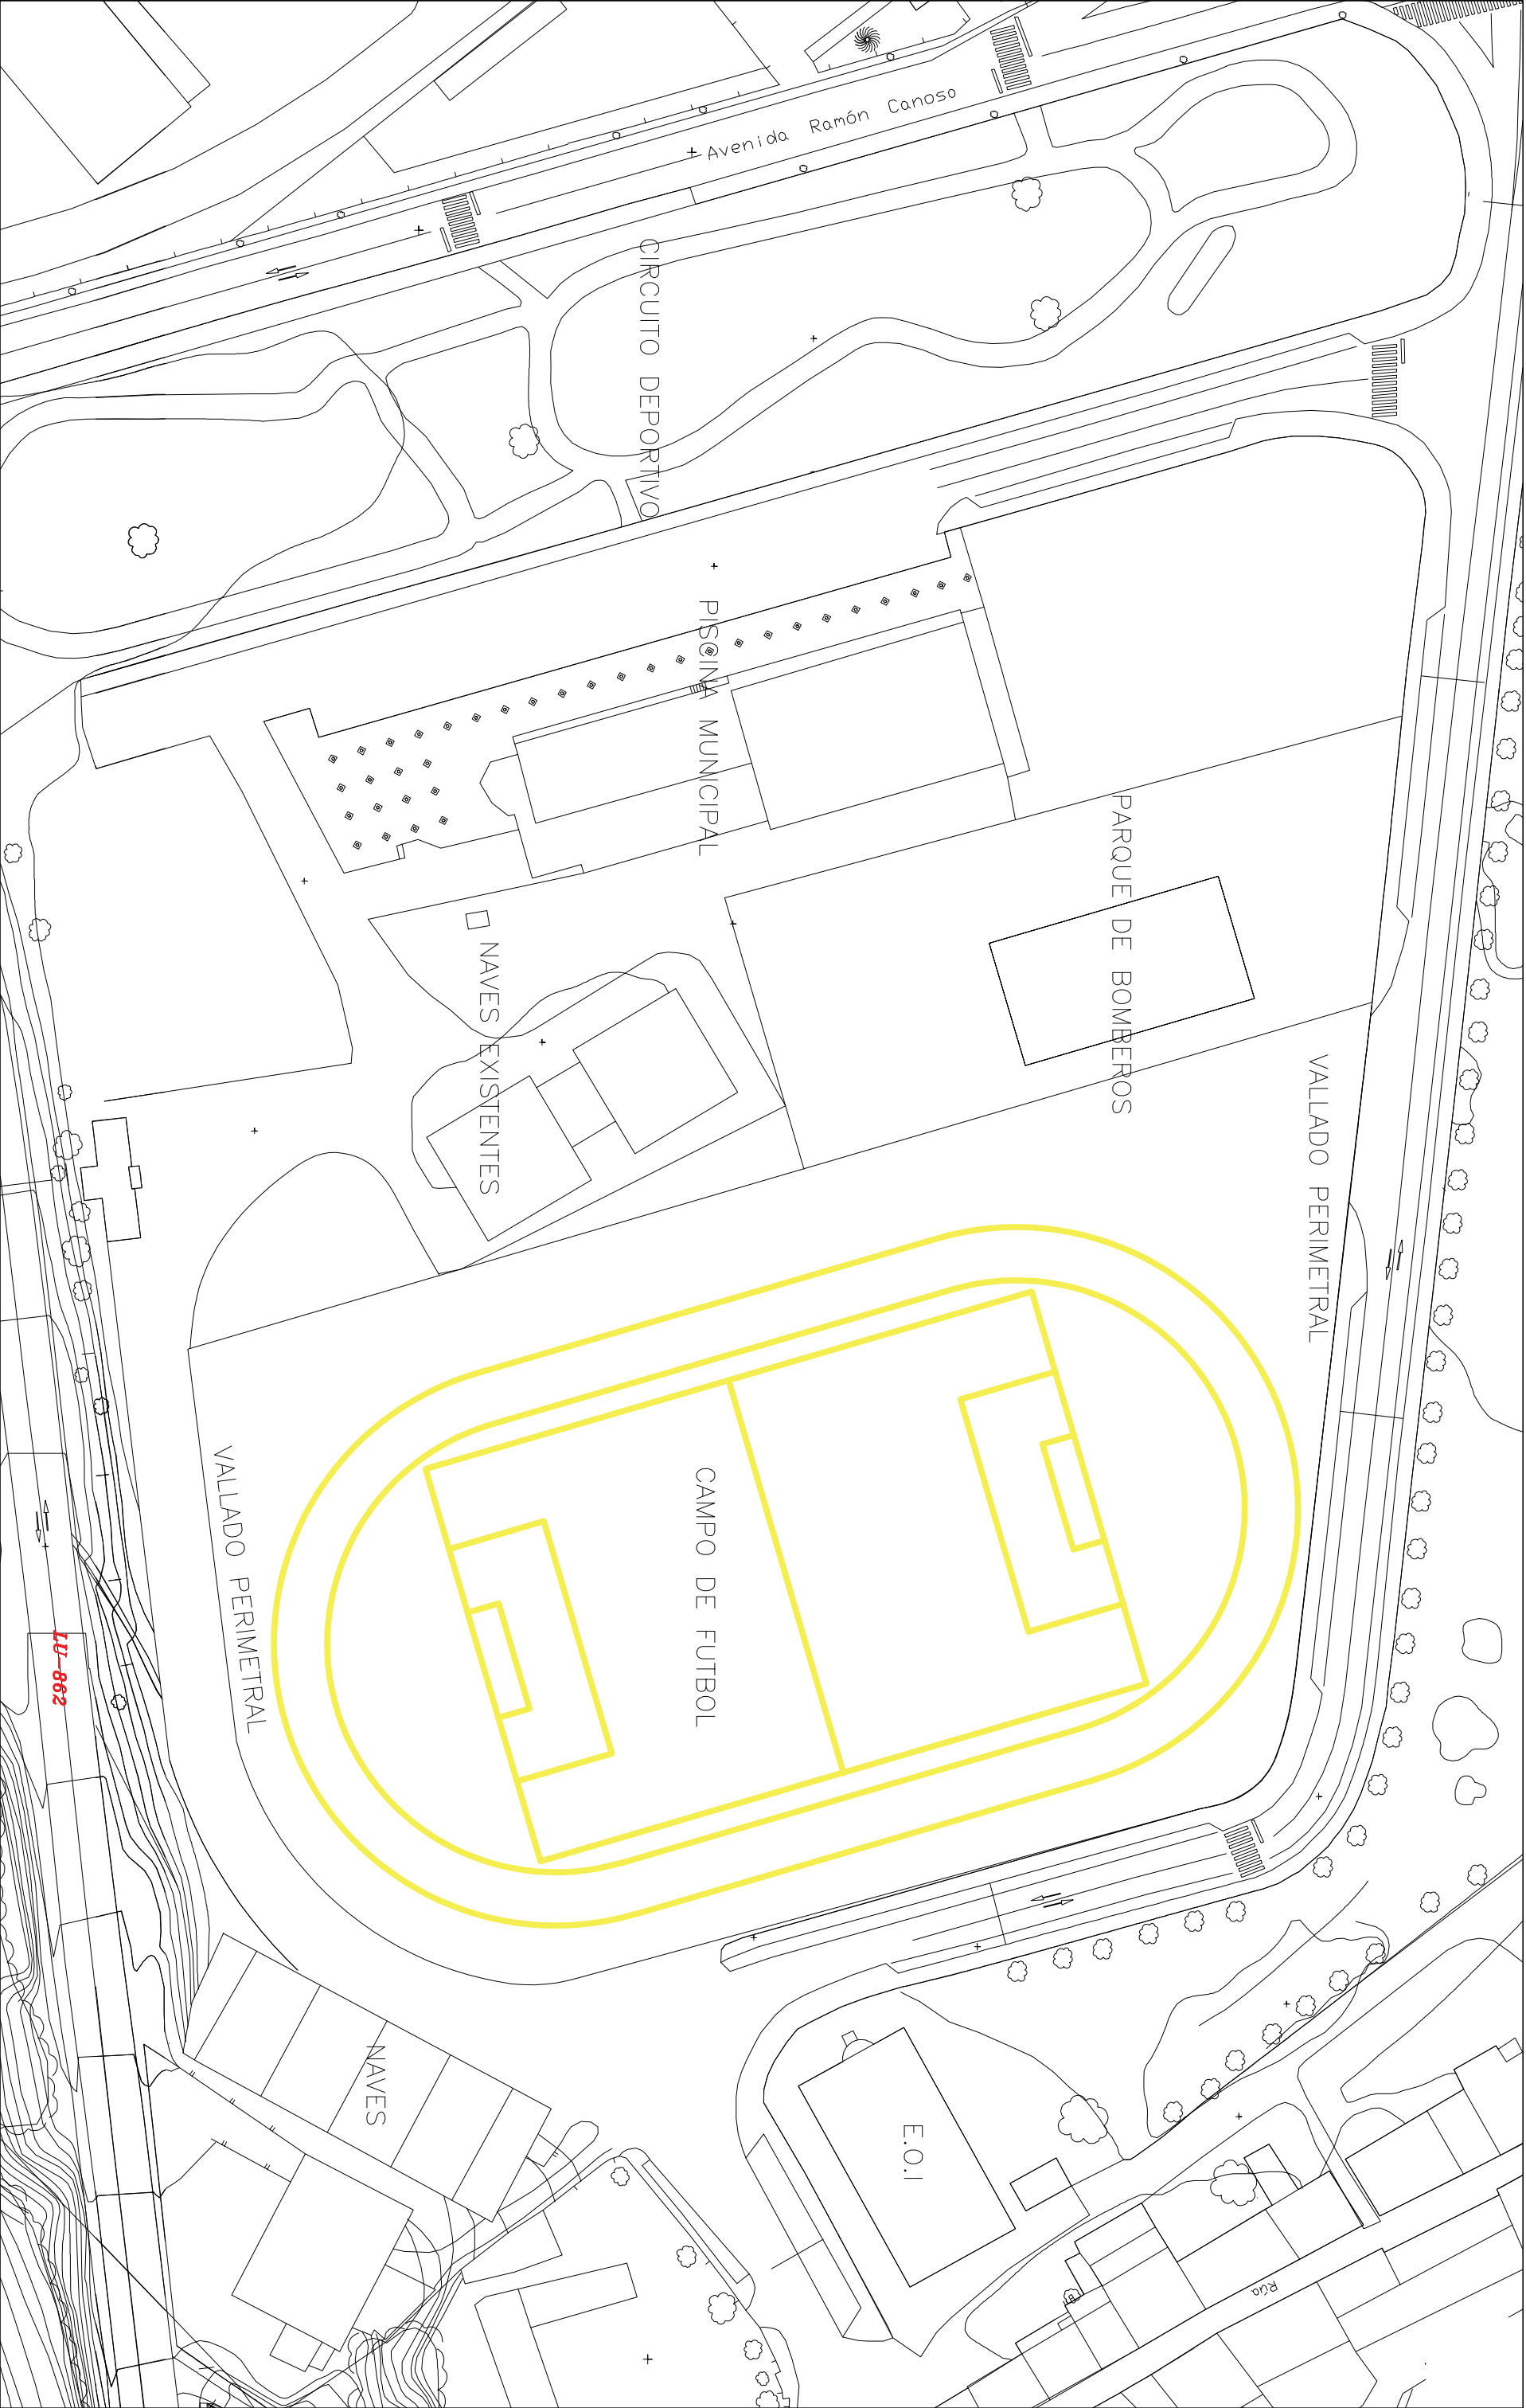 Avenida Ramón Canoso
CIRCUITO DEPORTIVO
PISCINA MUNICIPAL
PARQUE DE BOMBEROS
NAVES EXISTENTES
VALLADO PERIMETRAL
VALLADO PERIMETRAL
CAMPO DE FUTBOL
LU-862
NAVES
E.O.I
Rúa